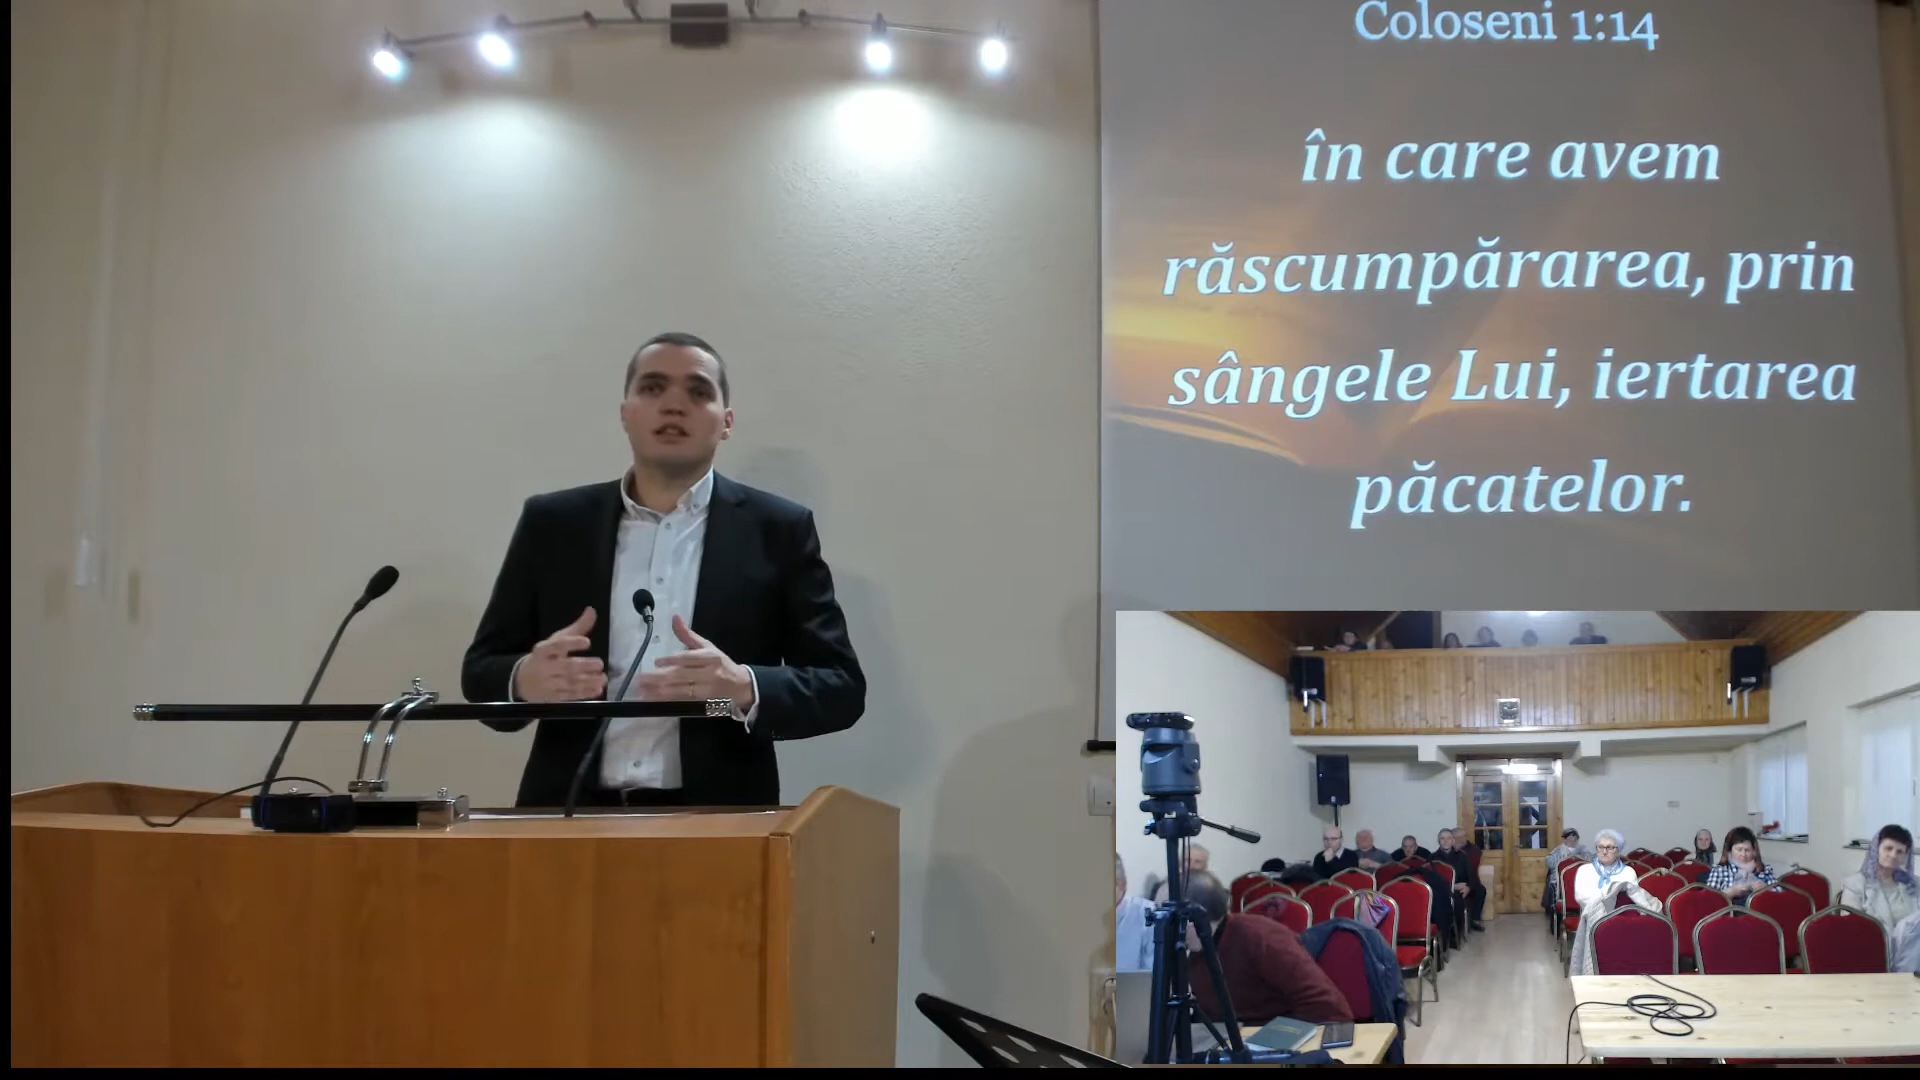 Coloseni 1:14
în care avem
răscumpărarea, prin
sângele Lui, iertarea
păcatelor.